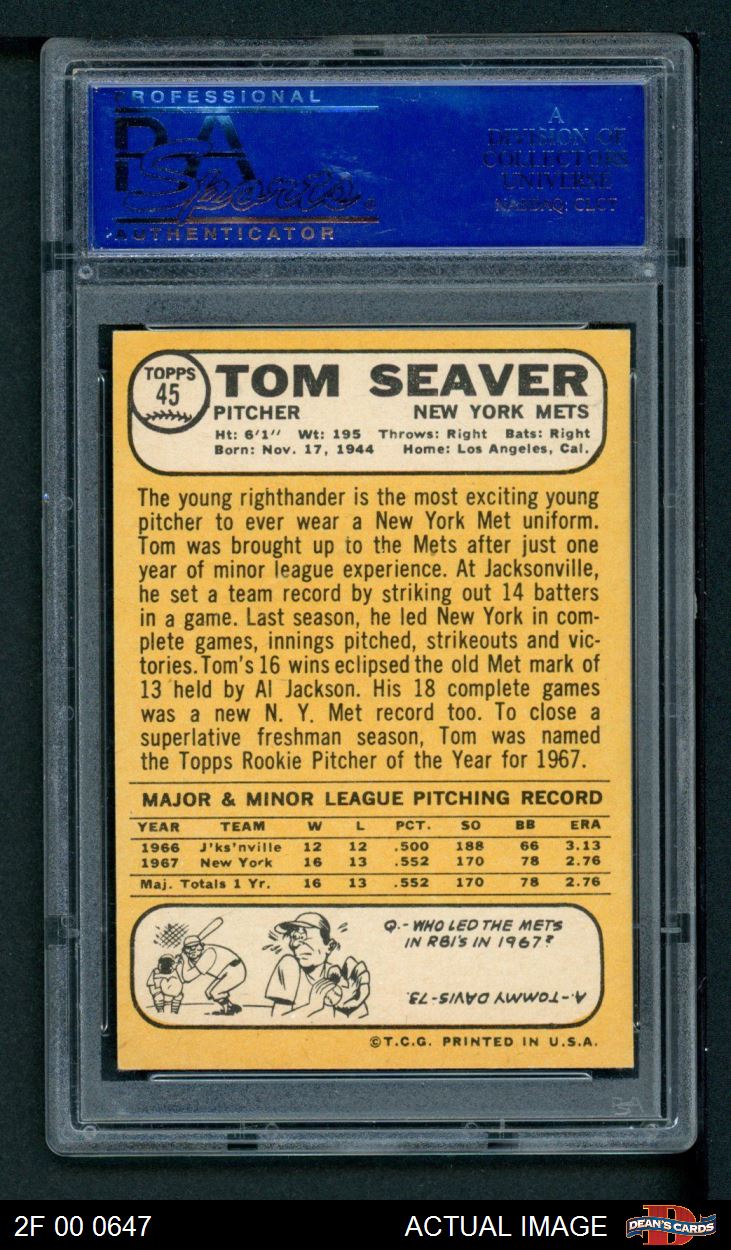 PROFESSIONAL
PSA
Sports
AUTHENTICATOR
A
DIVISION OF
COLLECTORS
UNIVERSE
NASDAQ: CLCT
TOPPS
45
TOM SEAVER
PITCHER NEW YORK METS
Ht: 6'1" Wt: 195 Throws: Right Bats: Right
Born: Nov. 17, 1944 Home: Los Angeles, Cal.
The young righthander is the most exciting young
pitcher to ever wear a New York Met uniform.
Tom was brought up to the Mets after just one
year of minor league experience. At Jacksonville,
he set a team record by striking out 14 batters
in a game. Last season, he led New York in com-
plete games, innings pitched, strikeouts and vic-
tories. Tom's 16 wins eclipsed the old Met mark of
13 held by Al Jackson. His 18 complete games
was a new N. Y. Met record too. To close a
superlative freshman season, Tom was named
the Topps Rookie Pitcher of the Year for 1967.
MAJOR & MINOR LEAGUE PITCHING RECORD
YEAR TEAM W L PCT. SO BB ERA
1966 J'ks'nville 12 12 .500 188 66 3.13
1967 New York 16 13 .552 170 78 2.76
Maj. Totals 1 Yr. 16 13 .552 170 78 2.76
Q.- WHO LED THE METS
IN RBI'S IN 1967?
A.-TOMMY DAVIS-73.
©T.C.G. PRINTED IN U.S.A.
PSA
2F 00 0647 ACTUAL IMAGE
D
DEAN'S CARDS